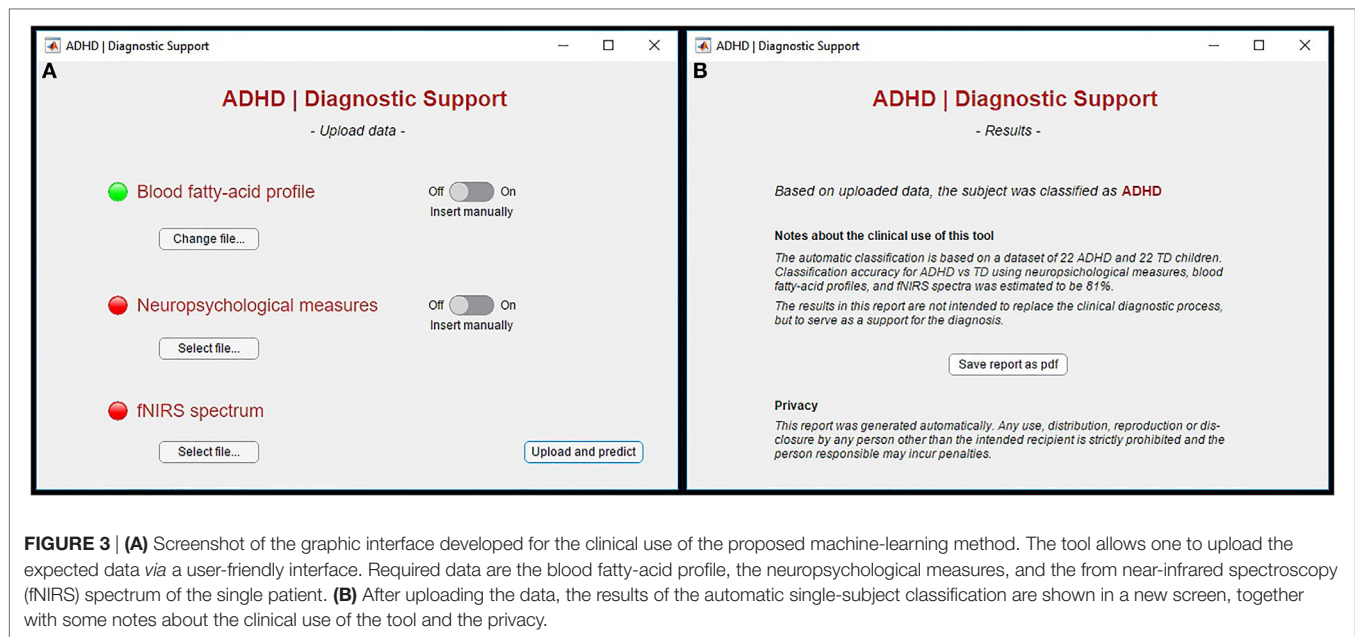 ADHD | Diagnostic Support
A
ADHD | Diagnostic Support
- Upload data -
Blood fatty-acid profile
Off On
Insert manually
Change file...
Neuropsychological measures
Off On
Insert manually
Select file...
fNIRS spectrum
Select file...
Upload and predict
ADHD | Diagnostic Support
B
ADHD | Diagnostic Support
- Results -
Based on uploaded data, the subject was classified as ADHD
Notes about the clinical use of this tool
The automatic classification is based on a dataset of 22 ADHD and 22 TD children.
Classification accuracy for ADHD vs TD using neuropsichological measures, blood
fatty-acid profiles, and fNIRS spectra was estimated to be 81%.
The results in this report are not intended to replace the clinical diagnostic process,
but to serve as a support for the diagnosis.
Save report as pdf
Privacy
This report was generated automatically. Any use, distribution, reproduction or dis-
closure by any person other than the intended recipient is strictly prohibited and the
person responsible may incur penalties.
FIGURE 3 | (A) Screenshot of the graphic interface developed for the clinical use of the proposed machine-learning method. The tool allows one to upload the
expected data via a user-friendly interface. Required data are the blood fatty-acid profile, the neuropsychological measures, and the from near-infrared spectroscopy
(fNIRS) spectrum of the single patient. (B) After uploading the data, the results of the automatic single-subject classification are shown in a new screen, together
with some notes about the clinical use of the tool and the privacy.